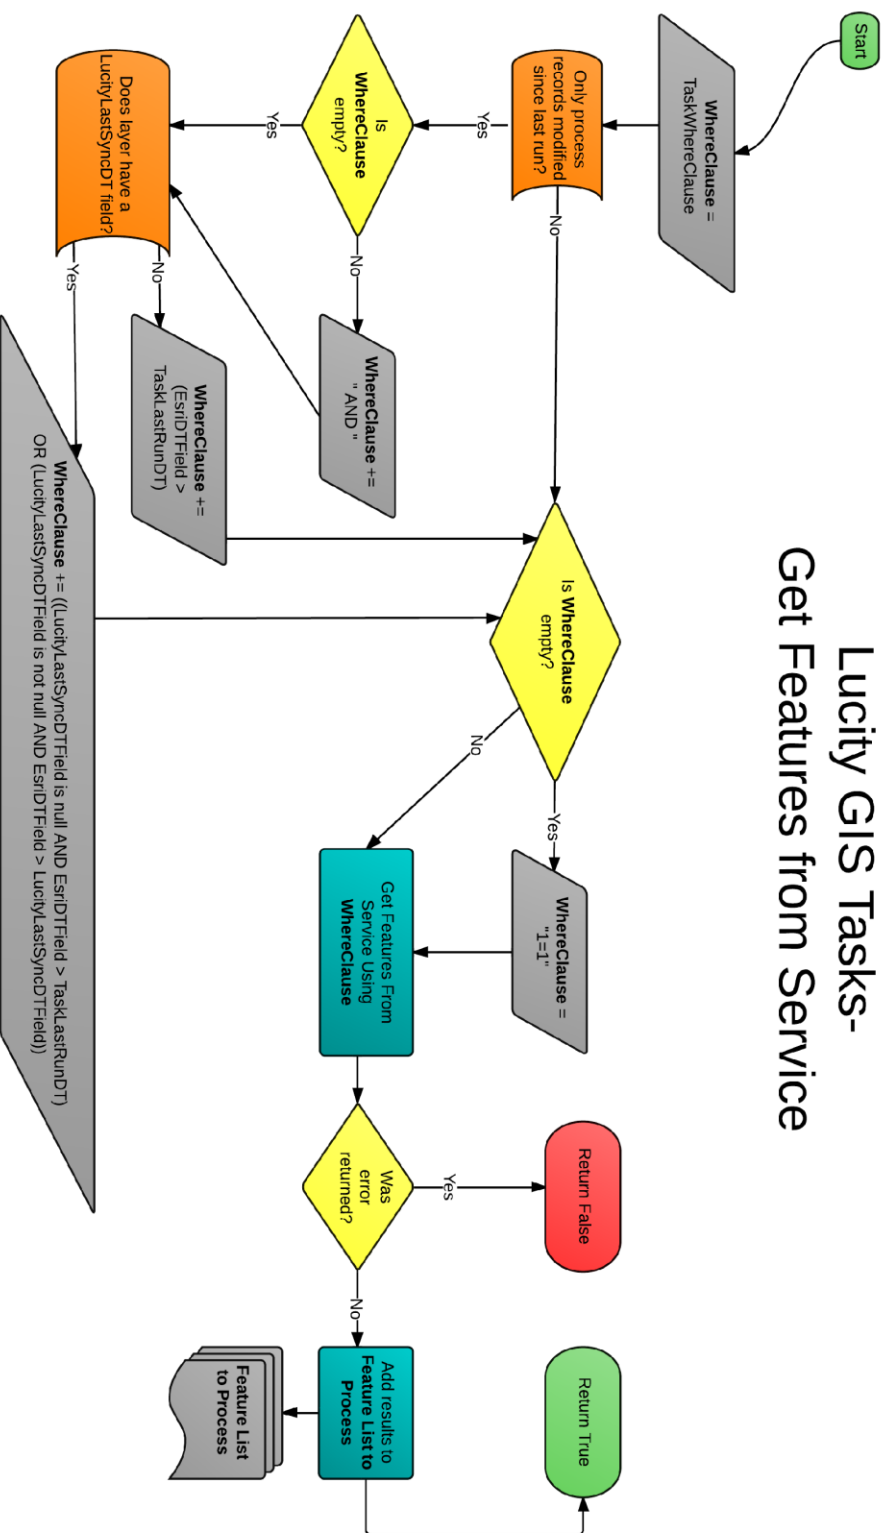 Lucity GIS Tasks-
Get Features from Service
Start
WhereClause =
TaskWhereClause
Only process
records modified
since last run?
No
Yes
Is
WhereClause
empty?
No
Yes
WhereClause +=
" AND "
Does layer have a
LucityLastSyncDT field?
No
Yes
WhereClause +=
(EsriDTField >
TaskLastRunDT)
WhereClause += ((LucityLastSyncDTField is null AND EsriDTField > TaskLastRunDT)
OR (LucityLastSyncDTField is not null AND EsriDTField > LucityLastSyncDTField))
Is WhereClause
empty?
Yes
No
WhereClause =
"1=1"
Get Features From
Service Using
WhereClause
Was
error
returned?
Yes
No
Return False
Add results to
Feature List to
Process
Feature List
to Process
Return True